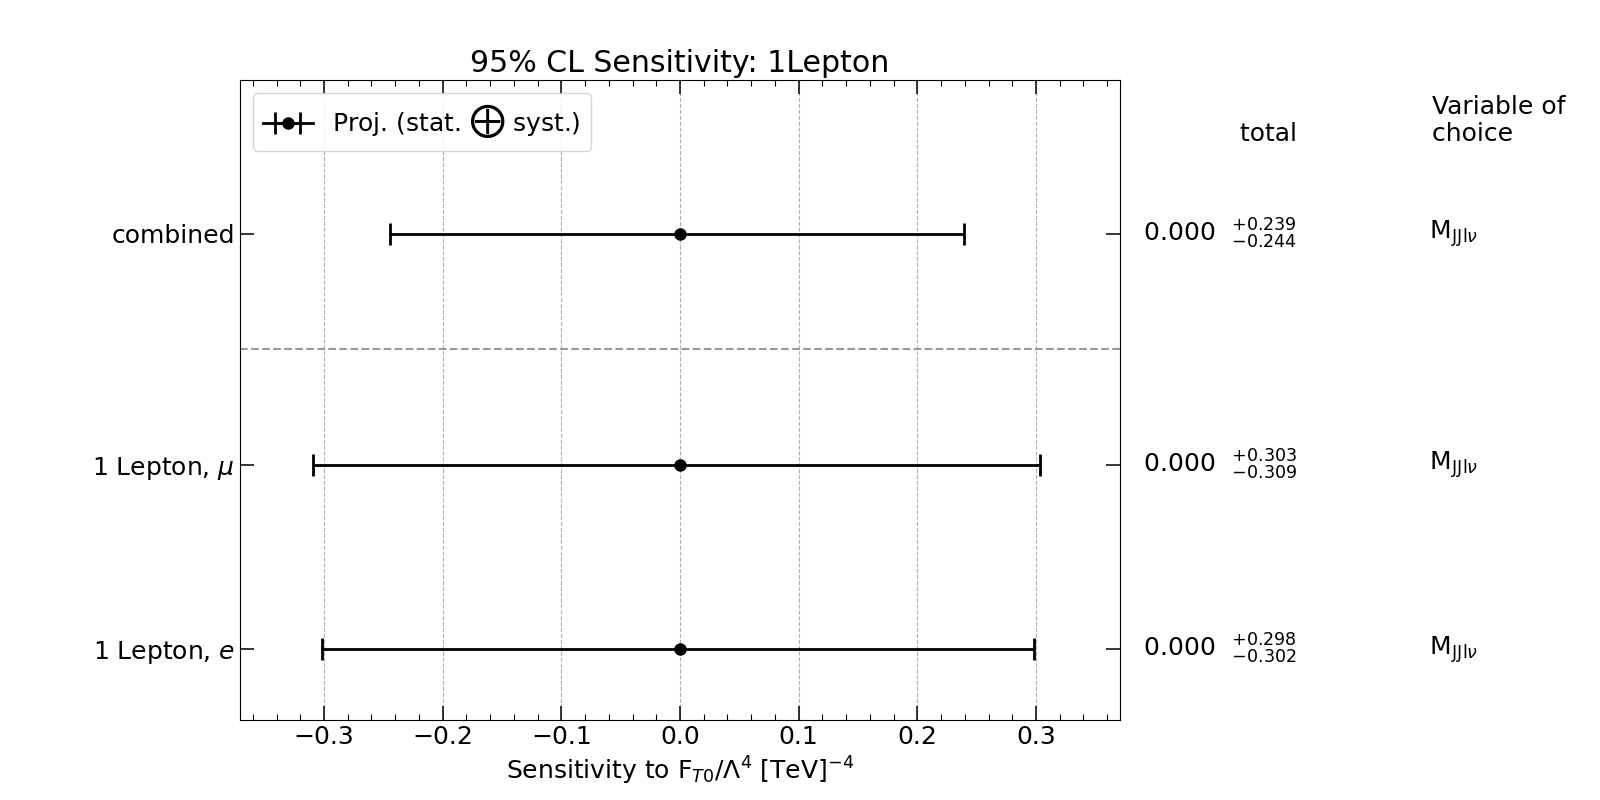 95% CL Sensitivity: 1Lepton
Proj. (stat. ⊕ syst.)
total
Variable of
choice
combined
0.000 +0.239 −0.244
M_JJlν
1 Lepton, μ
0.000 +0.303 −0.309
M_JJlν
1 Lepton, e
0.000 +0.298 −0.302
M_JJlν
−0.3 −0.2 −0.1 0.0 0.1 0.2 0.3
Sensitivity to F_T0/Λ⁴ [TeV]⁻⁴